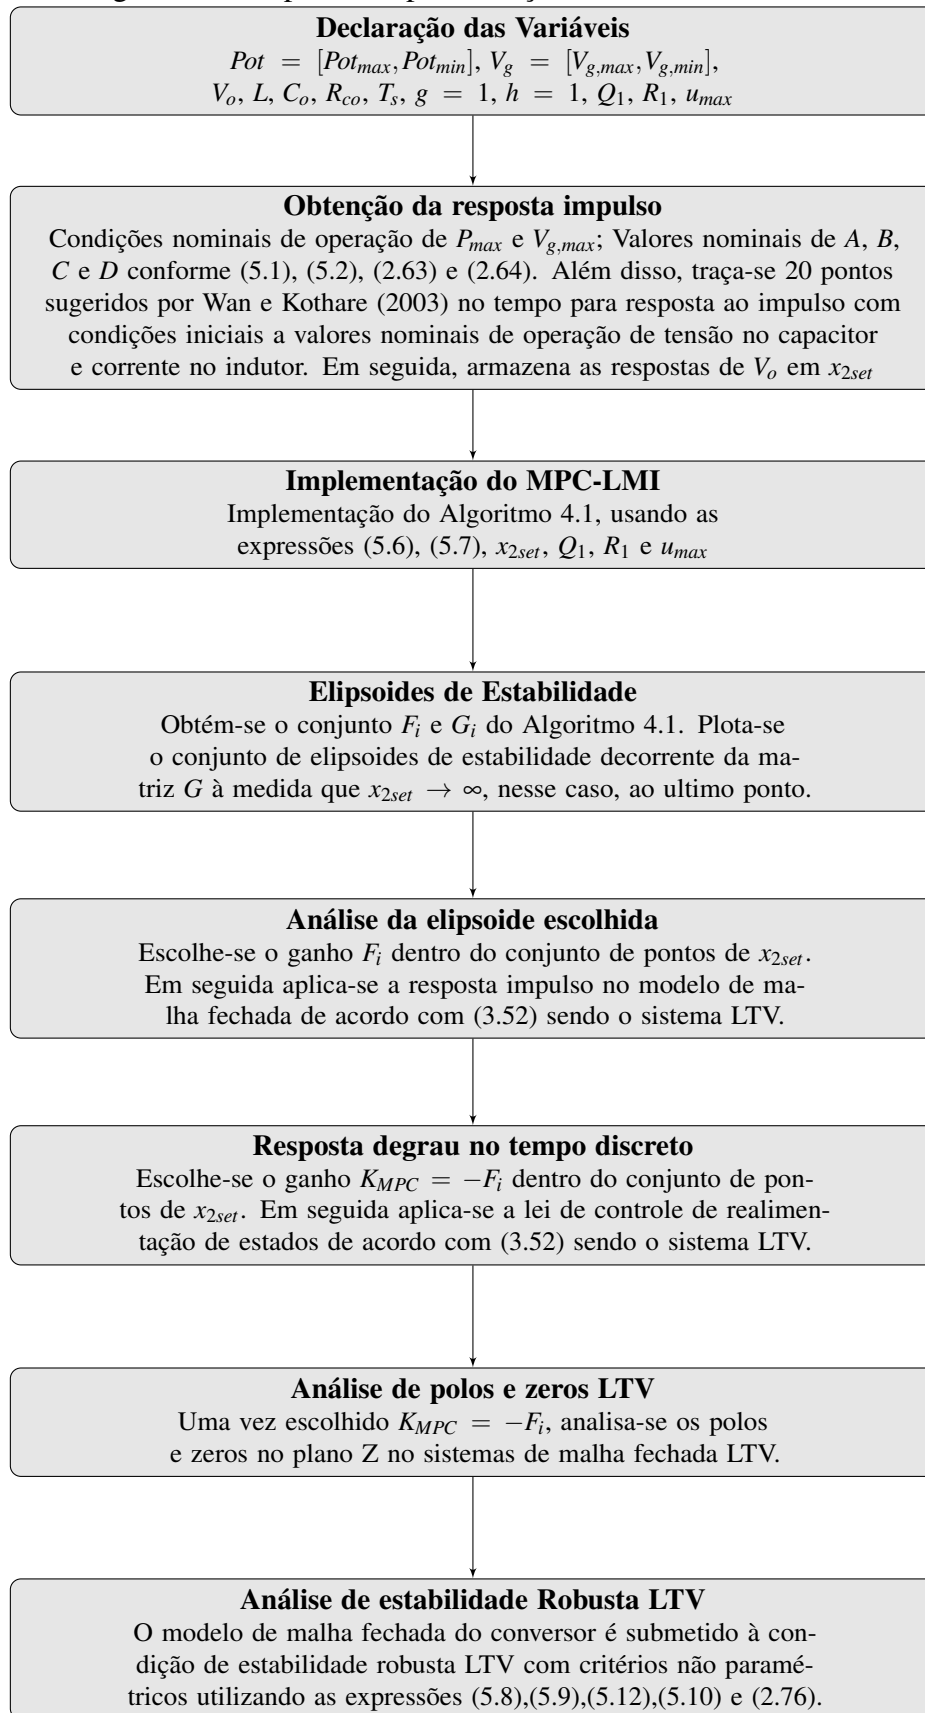 Declaração das Variáveis
Pot = [Pot_max, Pot_min], V_g = [V_g,max, V_g,min],
V_o, L, C_o, R_co, T_s, g = 1, h = 1, Q_1, R_1, u_max
Obtenção da resposta impulso
Condições nominais de operação de P_max e V_g,max; Valores nominais de A, B,
C e D conforme (5.1), (5.2), (2.63) e (2.64). Além disso, traça-se 20 pontos
sugeridos por Wan e Kothare (2003) no tempo para resposta ao impulso com
condições iniciais a valores nominais de operação de tensão no capacitor
e corrente no indutor. Em seguida, armazena as respostas de V_o em x_2set
Implementação do MPC-LMI
Implementação do Algoritmo 4.1, usando as
expressões (5.6), (5.7), x_2set, Q_1, R_1 e u_max
Elipsoides de Estabilidade
Obtém-se o conjunto F_i e G_i do Algoritmo 4.1. Plota-se
o conjunto de elipsoides de estabilidade decorrente da ma-
triz G à medida que x_2set → ∞, nesse caso, ao ultimo ponto.
Análise da elipsoide escolhida
Escolhe-se o ganho F_i dentro do conjunto de pontos de x_2set.
Em seguida aplica-se a resposta impulso no modelo de ma-
lha fechada de acordo com (3.52) sendo o sistema LTV.
Resposta degrau no tempo discreto
Escolhe-se o ganho K_MPC = −F_i dentro do conjunto de pon-
tos de x_2set. Em seguida aplica-se a lei de controle de realimen-
tação de estados de acordo com (3.52) sendo o sistema LTV.
Análise de polos e zeros LTV
Uma vez escolhido K_MPC = −F_i, analisa-se os polos
e zeros no plano Z no sistemas de malha fechada LTV.
Análise de estabilidade Robusta LTV
O modelo de malha fechada do conversor é submetido à con-
dição de estabilidade robusta LTV com critérios não paramé-
tricos utilizando as expressões (5.8),(5.9),(5.12),(5.10) e (2.76).